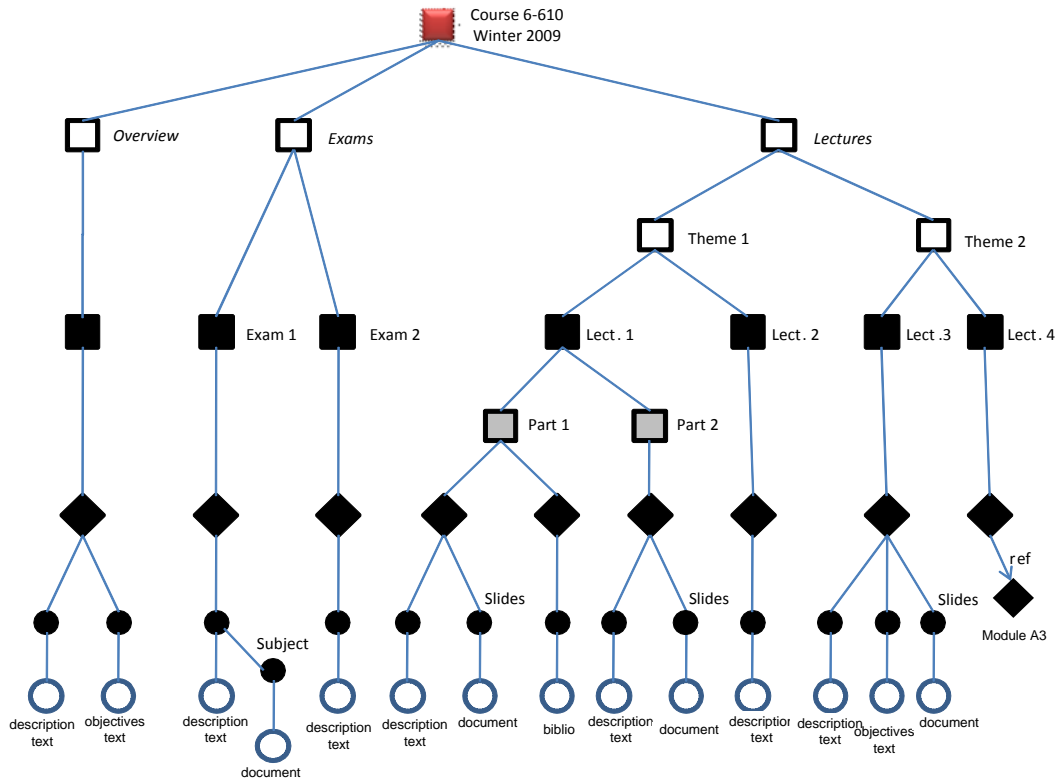 Course 6-610
Winter 2009
Overview
Exams
Lectures
Theme 1
Theme 2
Exam 1
Exam 2
Lect. 1
Lect. 2
Lect .3
Lect. 4
Part 1
Part 2
ref
Slides
Slides
Slides
Module A3
Subject
description
text
objectives
text
description
text
document
description
text
description
text
document
biblio
description
text
document
description
text
description
text
objectives
text
document